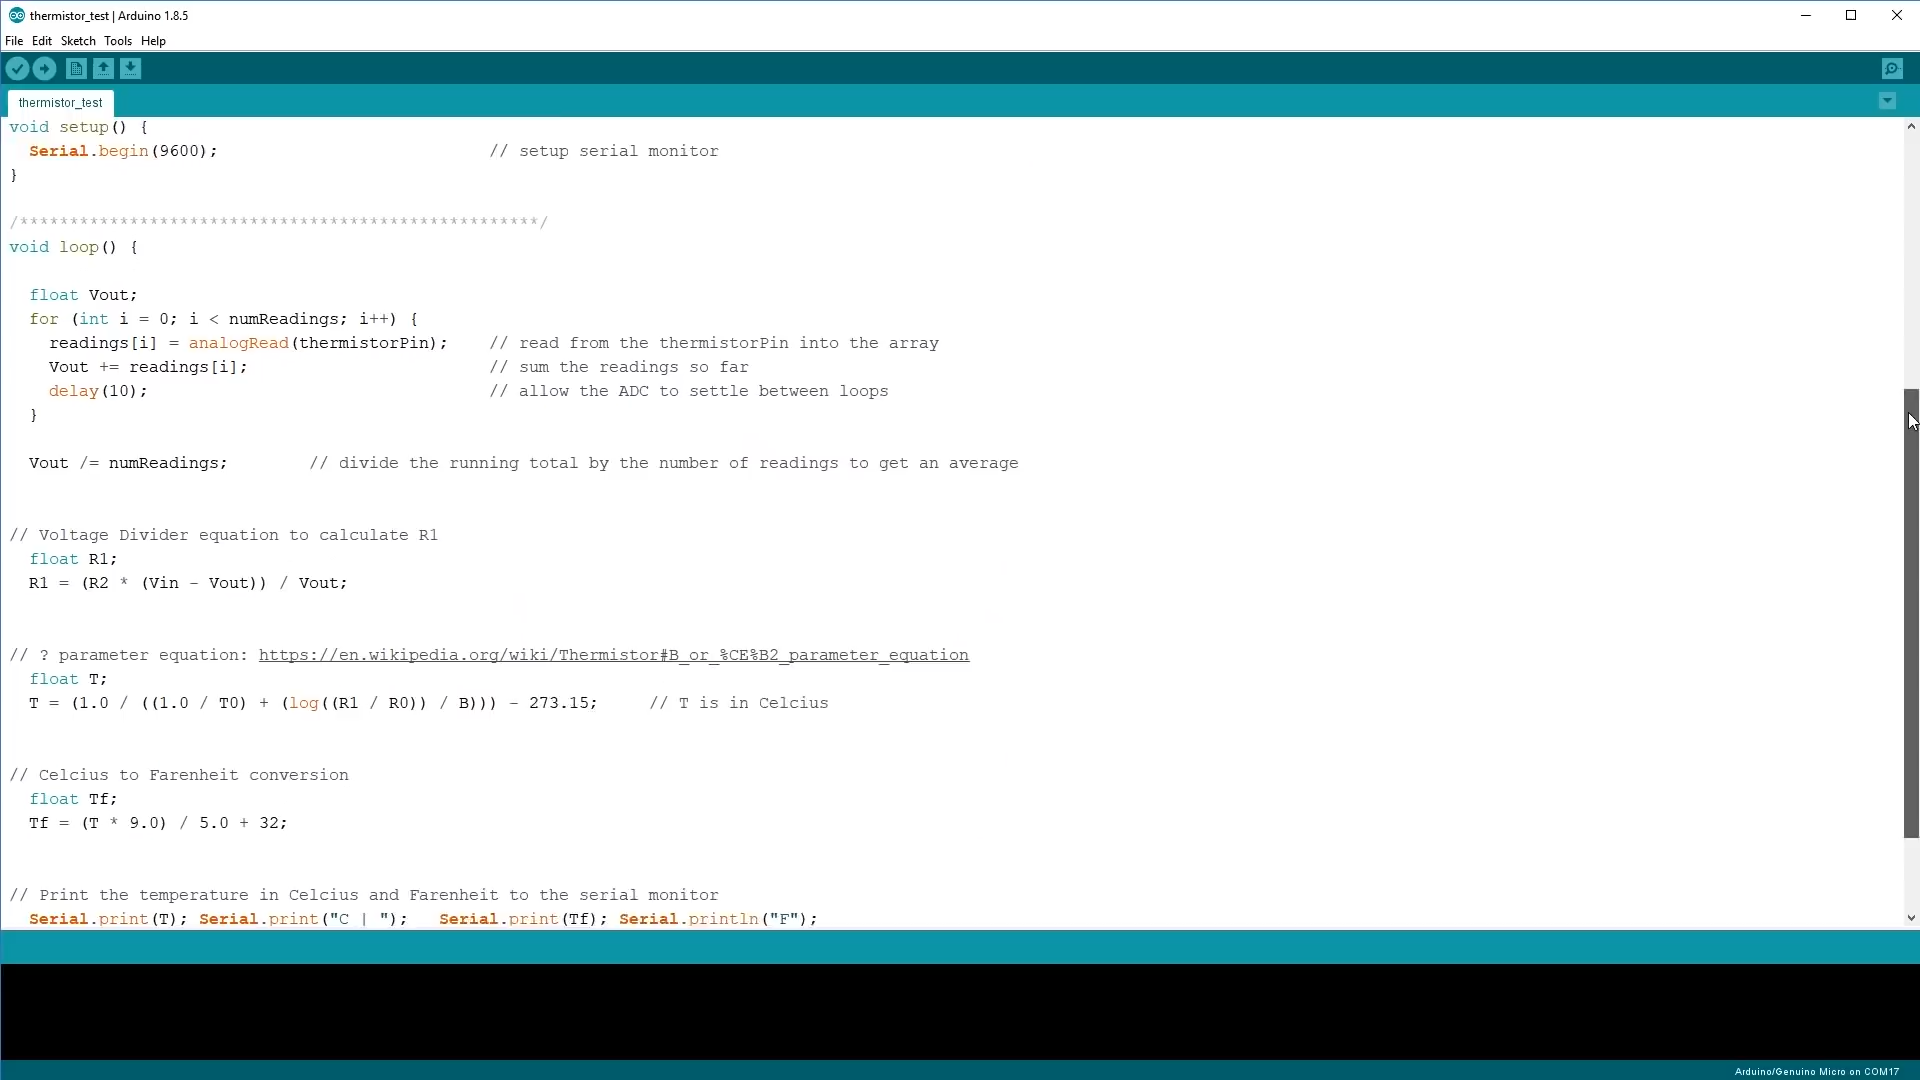 thermistor_test | Arduino 1.8.5
File Edit Sketch Tools Help
thermistor_test
void setup() {
  Serial.begin(9600);                           // setup serial monitor
}
/****************************************************/
void loop() {
  float Vout;
  for (int i = 0; i < numReadings; i++) {
    readings[i] = analogRead(thermistorPin);    // read from the thermistorPin into the array
    Vout += readings[i];                        // sum the readings so far
    delay(10);                                  // allow the ADC to settle between loops
  }
  Vout /= numReadings;        // divide the running total by the number of readings to get an average
// Voltage Divider equation to calculate R1
  float R1;
  R1 = (R2 * (Vin - Vout)) / Vout;
// ? parameter equation: https://en.wikipedia.org/wiki/Thermistor#B_or_%CE%B2_parameter_equation
  float T;
  T = (1.0 / ((1.0 / T0) + (log((R1 / R0)) / B))) - 273.15;     // T is in Celcius
// Celcius to Farenheit conversion
  float Tf;
  Tf = (T * 9.0) / 5.0 + 32;
// Print the temperature in Celcius and Farenheit to the serial monitor
  Serial.print(T); Serial.print("C | ");   Serial.print(Tf); Serial.println("F");
Arduino/Genuino Micro on COM17